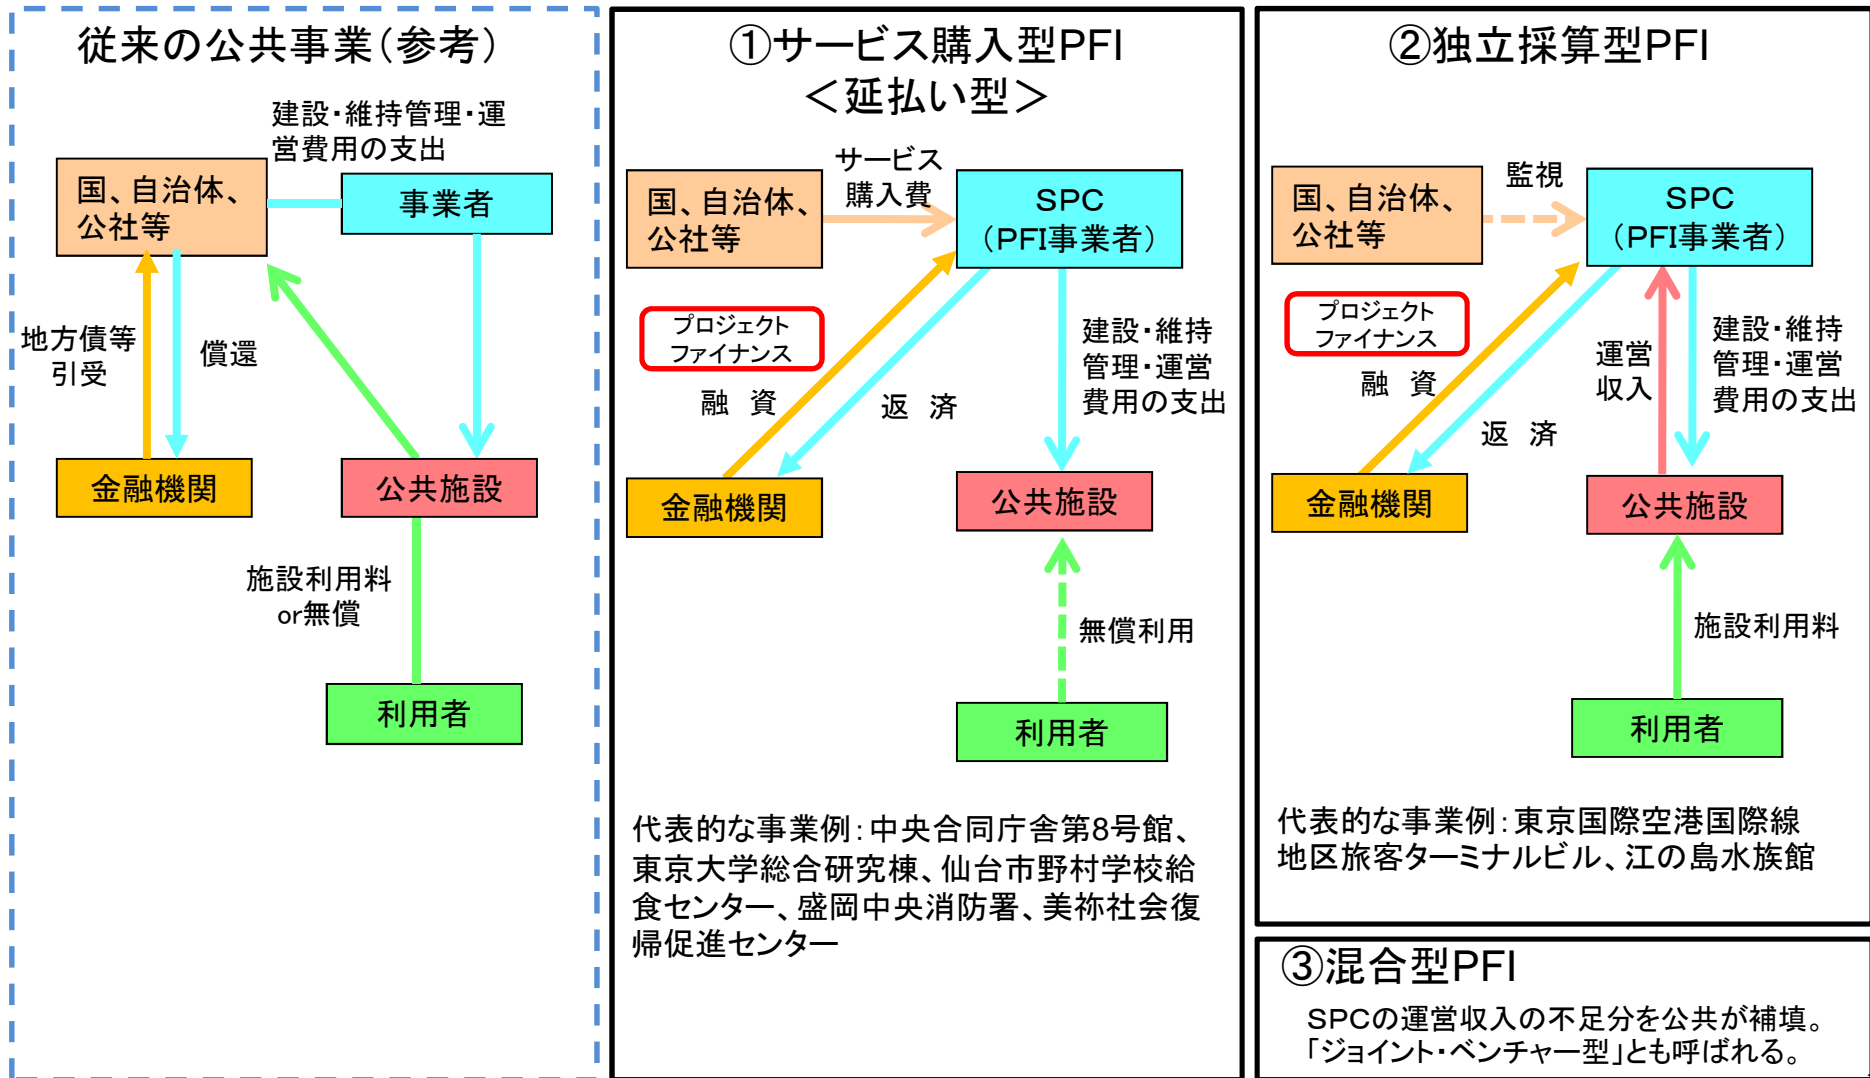 従来の公共事業(参考)
建設・維持管理・運
営費用の支出
国、自治体、
公社等
事業者
地方債等
引受
償還
金融機関
公共施設
施設利用料
or無償
利用者
①サービス購入型PFI
＜延払い型＞
サービス
購入費
国、自治体、
公社等
SPC
(PFI事業者)
プロジェクト
ファイナンス
融　資
返　済
建設・維持
管理・運営
費用の支出
金融機関
公共施設
無償利用
利用者
代表的な事業例：中央合同庁舎第8号館、
東京大学総合研究棟、仙台市野村学校給
食センター、盛岡中央消防署、美祢社会復
帰促進センター
②独立採算型PFI
監視
国、自治体、
公社等
SPC
(PFI事業者)
プロジェクト
ファイナンス
融　資
返　済
運営
収入
建設・維持
管理・運営
費用の支出
金融機関
公共施設
施設利用料
利用者
代表的な事業例：東京国際空港国際線
地区旅客ターミナルビル、江の島水族館
③混合型PFI
SPCの運営収入の不足分を公共が補填。
「ジョイント・ベンチャー型」とも呼ばれる。